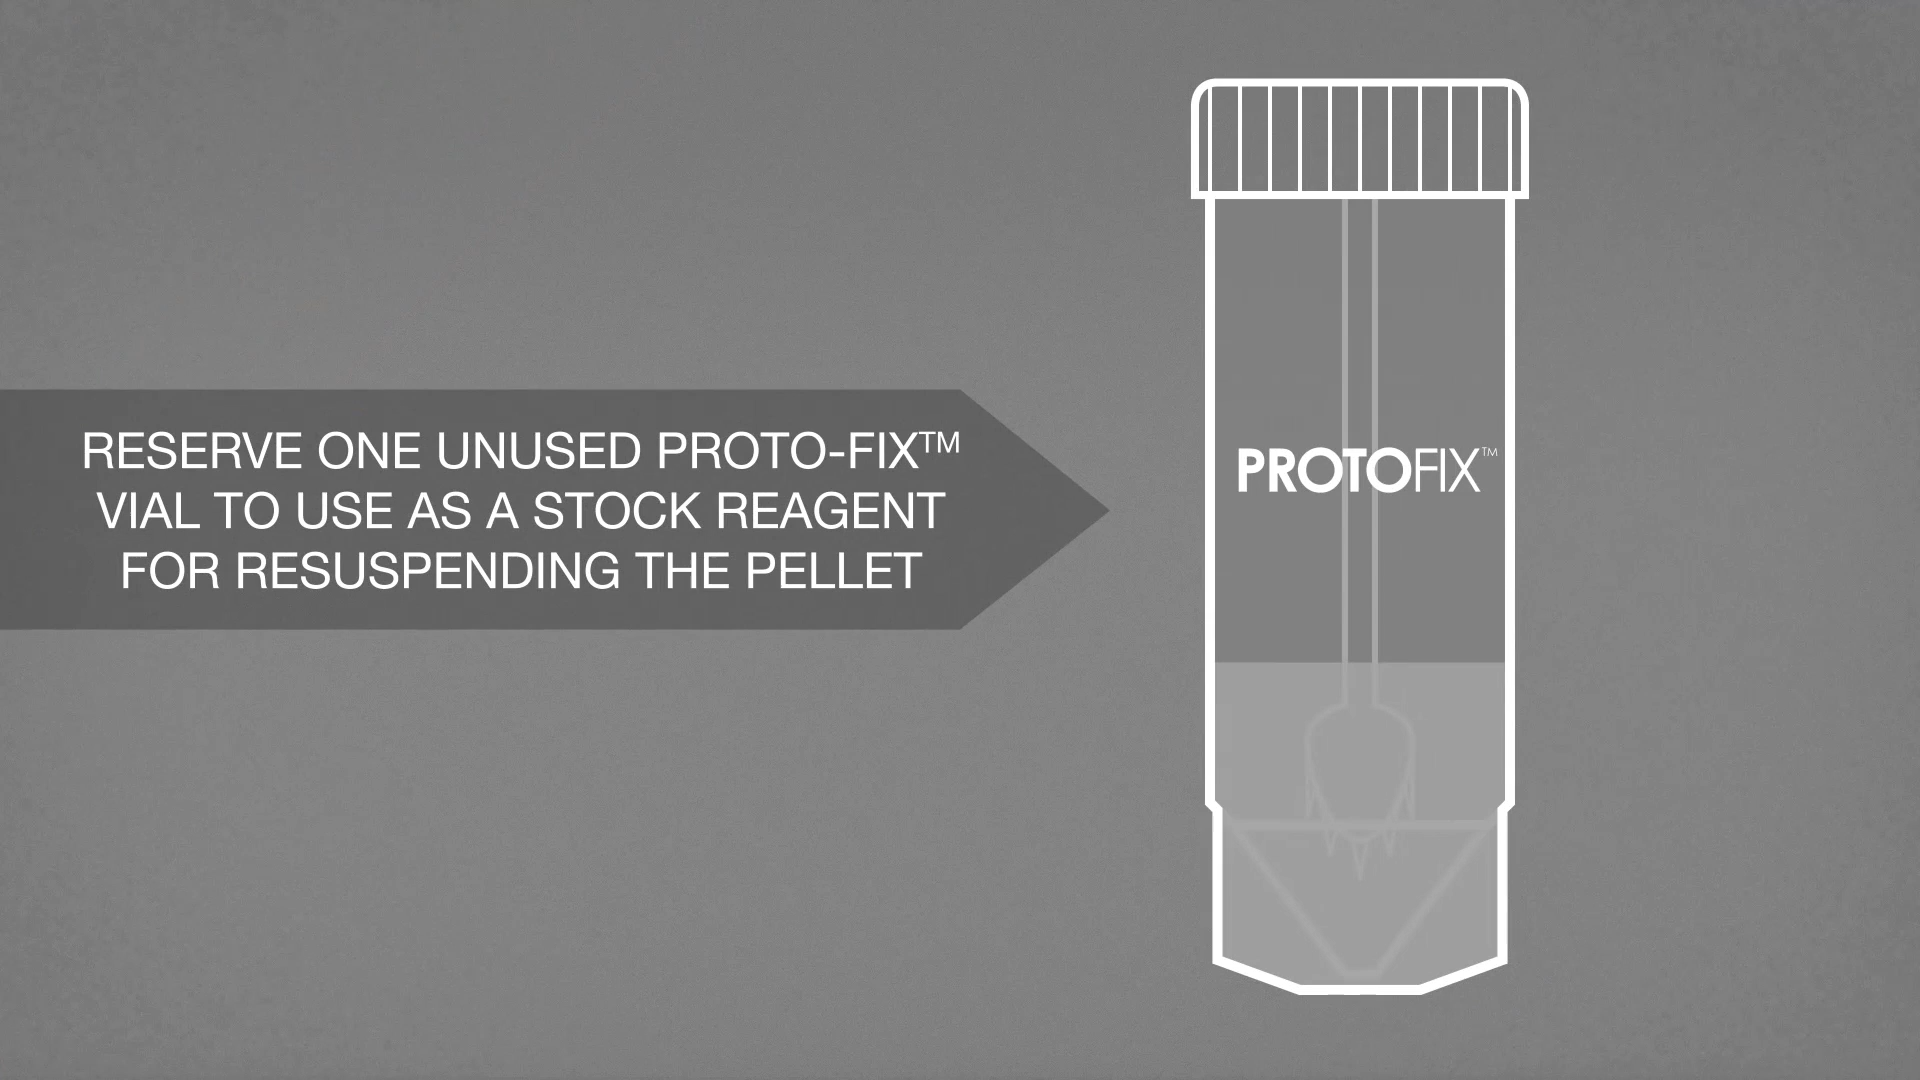 RESERVE ONE UNUSED PROTO-FIX™
VIAL TO USE AS A STOCK REAGENT
FOR RESUSPENDING THE PELLET
PROTOFIX™